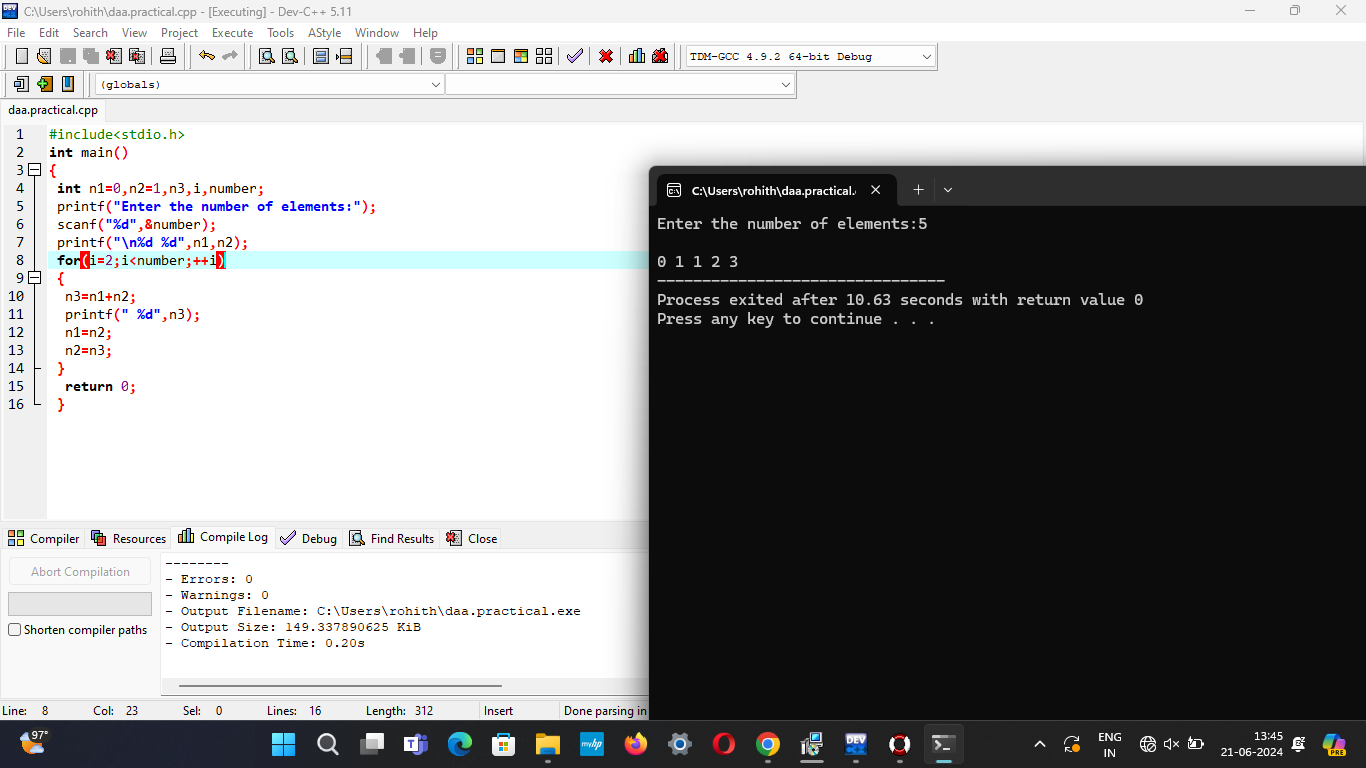 C:\Users\rohith\daa.practical.cpp - [Executing] - Dev-C++ 5.11
File Edit Search View Project Execute Tools AStyle Window Help
TDM-GCC 4.9.2 64-bit Debug
(globals)
daa.practical.cpp
1 #include<stdio.h>
2 int main()
3 {
4 int n1=0,n2=1,n3,i,number;
5 printf("Enter the number of elements:");
6 scanf("%d",&number);
7 printf("\n%d %d",n1,n2);
8 for(i=2;i<number;++i)
9 {
10 n3=n1+n2;
11 printf(" %d",n3);
12 n1=n2;
13 n2=n3;
14 }
15 return 0;
16 }
C:\Users\rohith\daa.practical.
Enter the number of elements:5
0 1 1 2 3
--------------------------------
Process exited after 10.63 seconds with return value 0
Press any key to continue . . .
Compiler Resources Compile Log Debug Find Results Close
Abort Compilation
Shorten compiler paths
--------
- Errors: 0
- Warnings: 0
- Output Filename: C:\Users\rohith\daa.practical.exe
- Output Size: 149.337890625 KiB
- Compilation Time: 0.20s
Line: 8 Col: 23 Sel: 0 Lines: 16 Length: 312 Insert Done parsing in
97°
myhp
DEV
ENG
IN
13:45
21-06-2024
PRE